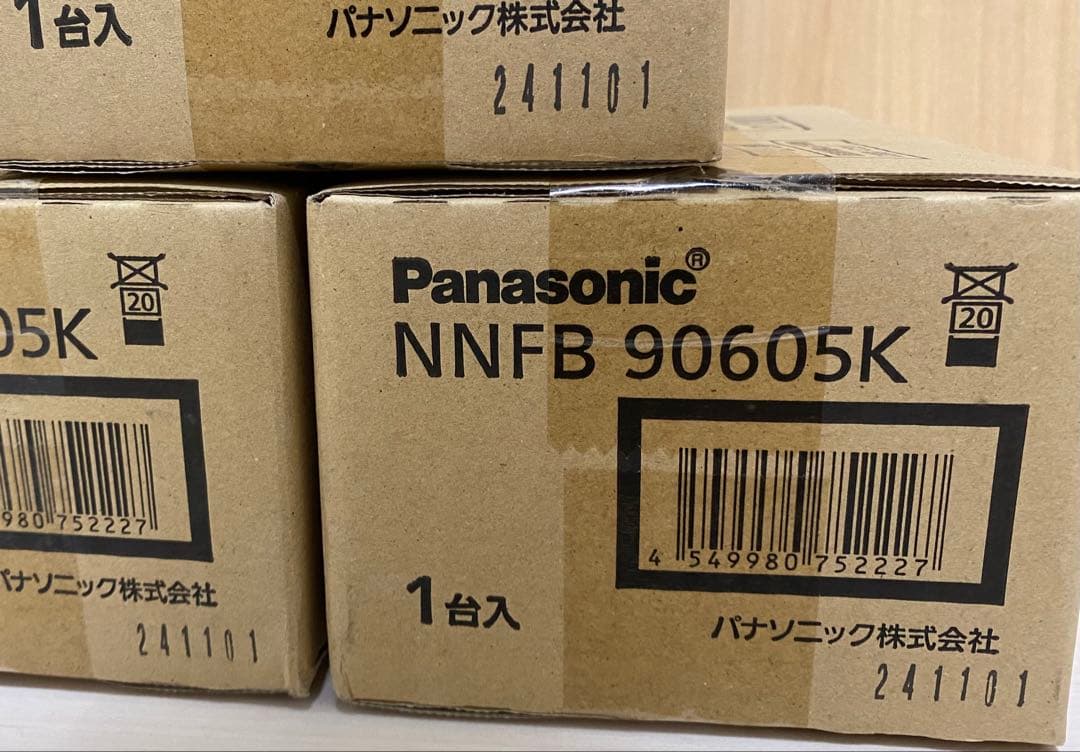 1台入
パナソニック株式会社
241101
20
05K
980 752227
パナソニック株式会社
241101
Panasonic®
20
NNFB 90605K
4 549980 752227
1台入
パナソニック株式会社
241101